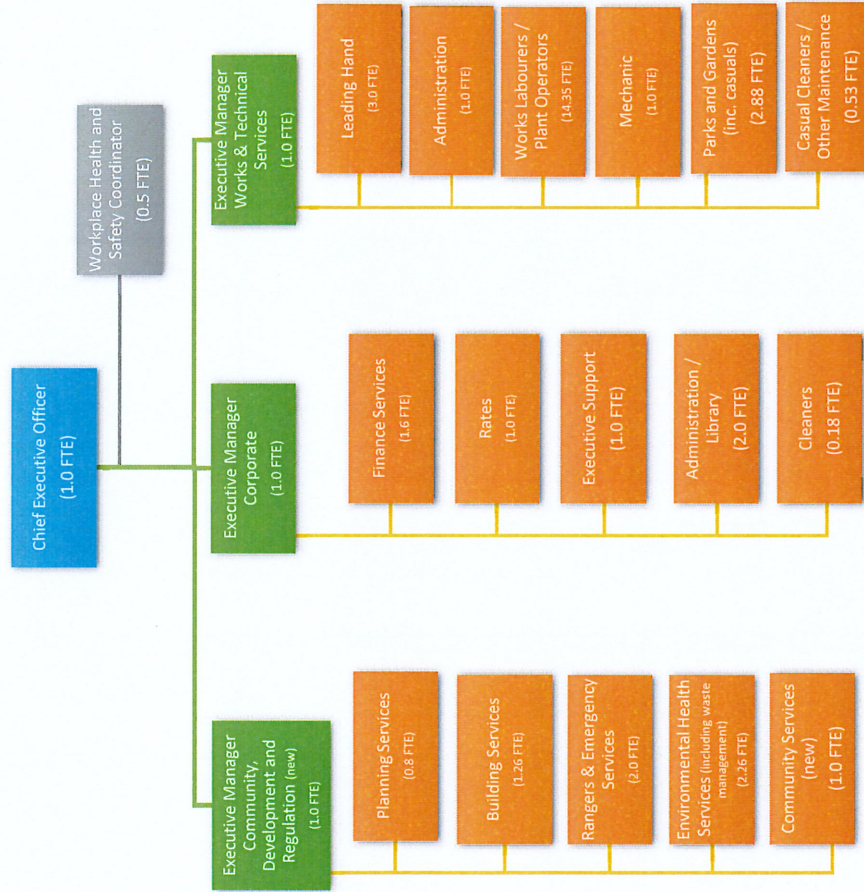 Chief Executive Officer
(1.0 FTE)
Workplace Health and
Safety Coordinator
(0.5 FTE)
Executive Manager
Community,
Development and
Regulation (new)
(1.0 FTE)
Planning Services
(0.8 FTE)
Building Services
(1.26 FTE)
Rangers & Emergency
Services
(2.0 FTE)
Environmental Health
Services (including waste
management)
(2.26 FTE)
Community Services
(new)
(1.0 FTE)
Executive Manager
Corporate
(1.0 FTE)
Finance Services
(1.6 FTE)
Rates
(1.0 FTE)
Executive Support
(1.0 FTE)
Administration /
Library
(2.0 FTE)
Cleaners
(0.18 FTE)
Executive Manager
Works & Technical
Services
(1.0 FTE)
Leading Hand
(3.0 FTE)
Administration
(1.0 FTE)
Works Labourers /
Plant Operators
(14.35 FTE)
Mechanic
(1.0 FTE)
Parks and Gardens
(inc. casuals)
(2.88 FTE)
Casual Cleaners /
Other Maintenance
(0.53 FTE)